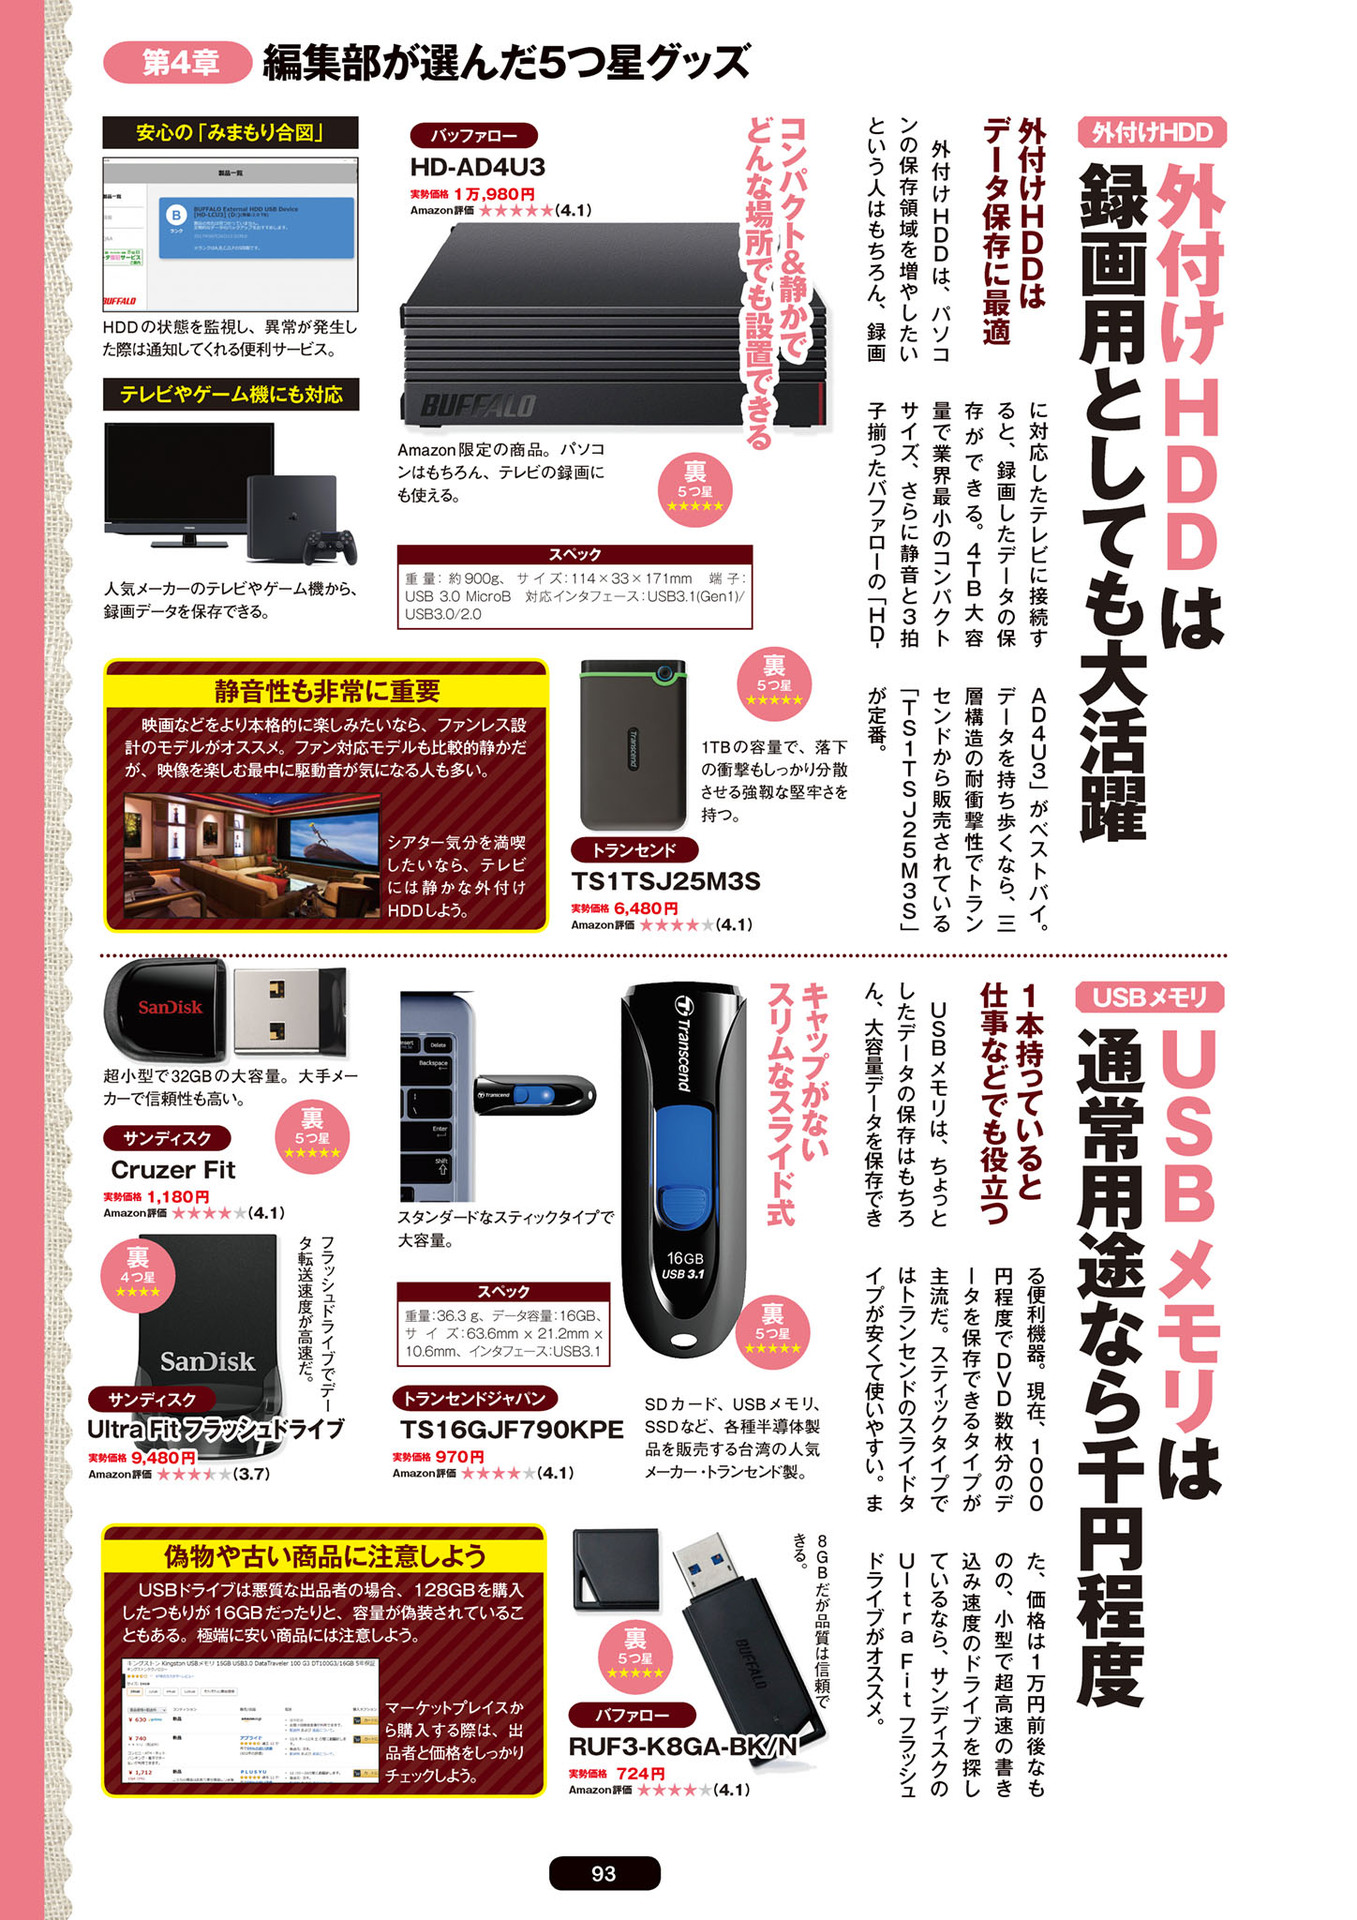 第4章 編集部が選んだ5つ星グッズ
外付けHDD
外付けHDDは
録画用としても大活躍
外付けHDDは
データ保存に最適
外付けHDDは、パソコ
ンの保存領域を増やしたい
という人はもちろん、録画
に対応したテレビに接続す
ると、録画したデータの保
存ができる。4TB大容
量で業界最小のコンパクト
サイズ、さらに静音と3拍
子揃ったバファローの「HD-
AD4U3」がベストバイ。
データを持ち歩くなら、三
層構造の耐衝撃性でトラン
センドから販売されている
「TS1TSJ25M3S」
が定番。
コンパクト&静かで
どんな場所でも設置できる
バッファロー
HD-AD4U3
実勢価格 1万,980円
Amazon評価 ★★★★★(4.1)
BUFFALO
Amazon限定の商品。パソコ
ンはもちろん、テレビの録画に
も使える。
裏
5つ星
★★★★★
スペック
重量：約900g、サイズ：114×33×171mm 端子：
USB 3.0 MicroB 対応インタフェース：USB3.1(Gen1)/
USB3.0/2.0
安心の「みまもり合図」
製品一覧
B
ランク
BUFFALO External HDD USB Device
BUFFALO
HDDの状態を監視し、異常が発生し
た際は通知してくれる便利サービス。
テレビやゲーム機にも対応
人気メーカーのテレビやゲーム機から、
録画データを保存できる。
静音性も非常に重要
映画などをより本格的に楽しみたいなら、ファンレス設
計のモデルがオススメ。ファン対応モデルも比較的静かだ
が、映像を楽しむ最中に駆動音が気になる人も多い。
シアター気分を満喫
したいなら、テレビ
には静かな外付け
HDDしよう。
Transcend
裏
5つ星
★★★★★
1TBの容量で、落下
の衝撃もしっかり分散
させる強靱な堅牢さを
持つ。
トランセンド
TS1TSJ25M3S
実勢価格 6,480円
Amazon評価 ★★★★★(4.1)
USBメモリ
USBメモリは
通常用途なら千円程度
1本持っていると
仕事などでも役立つ
USBメモリは、ちょっと
したデータの保存はもちろ
ん、大容量データを保存でき
る便利機器。現在、1000
円程度でDVD数枚分のデ
ータを保存できるタイプが
主流だ。スティックタイプで
はトランセンドのスライドタ
イプが安くて使いやすい。ま
た、価格は1万円前後なも
のの、小型で超高速の書き
込み速度のドライブを探し
ているなら、サンディスクの
Ultra Fit フラッシュ
ドライブがオススメ。
キャップがない
スリムなスライド式
Transcend
16GB
USB 3.1
Transcend
Insert
Delete
Backspace
Enter
Shift
スタンダードなスティックタイプで
大容量。
スペック
重量：36.3 g、データ容量：16GB、
サイズ：63.6mm x 21.2mm x
10.6mm、インタフェース：USB3.1
裏
5つ星
★★★★★
トランセンドジャパン
TS16GJF790KPE
実勢価格 970円
Amazon評価 ★★★★★(4.1)
SDカード、USBメモリ、
SSDなど、各種半導体製
品を販売する台湾の人気
メーカー・トランセンド製。
SanDisk
超小型で32GBの大容量。大手メー
カーで信頼性も高い。
裏
5つ星
★★★★★
サンディスク
Cruzer Fit
実勢価格 1,180円
Amazon評価 ★★★★★(4.1)
裏
4つ星
★★★★
フラッシュドライブでデー
タ転送速度が高速だ。
SanDisk
サンディスク
Ultra Fit フラッシュドライブ
実勢価格 9,480円
Amazon評価 ★★★★★(3.7)
偽物や古い商品に注意しよう
USBドライブは悪質な出品者の場合、128GBを購入
したつもりが16GBだったりと、容量が偽装されているこ
ともある。極端に安い商品には注意しよう。
キングストン Kingston USBメモリ 15GB USB3.0 DataTraveler 100 G3 DT100G3/16GB 5年保証
¥ 630
新品
¥ 740
新品
アプライド
¥ 1,712
新品
PLUSYU
マーケットプレイスか
ら購入する際は、出
品者と価格をしっかり
チェックしよう。
8GBだが品質は信頼で
きる。
BUFFALO
裏
5つ星
★★★★★
バファロー
RUF3-K8GA-BK/N
実勢価格 724円
Amazon評価 ★★★★★(4.1)
93